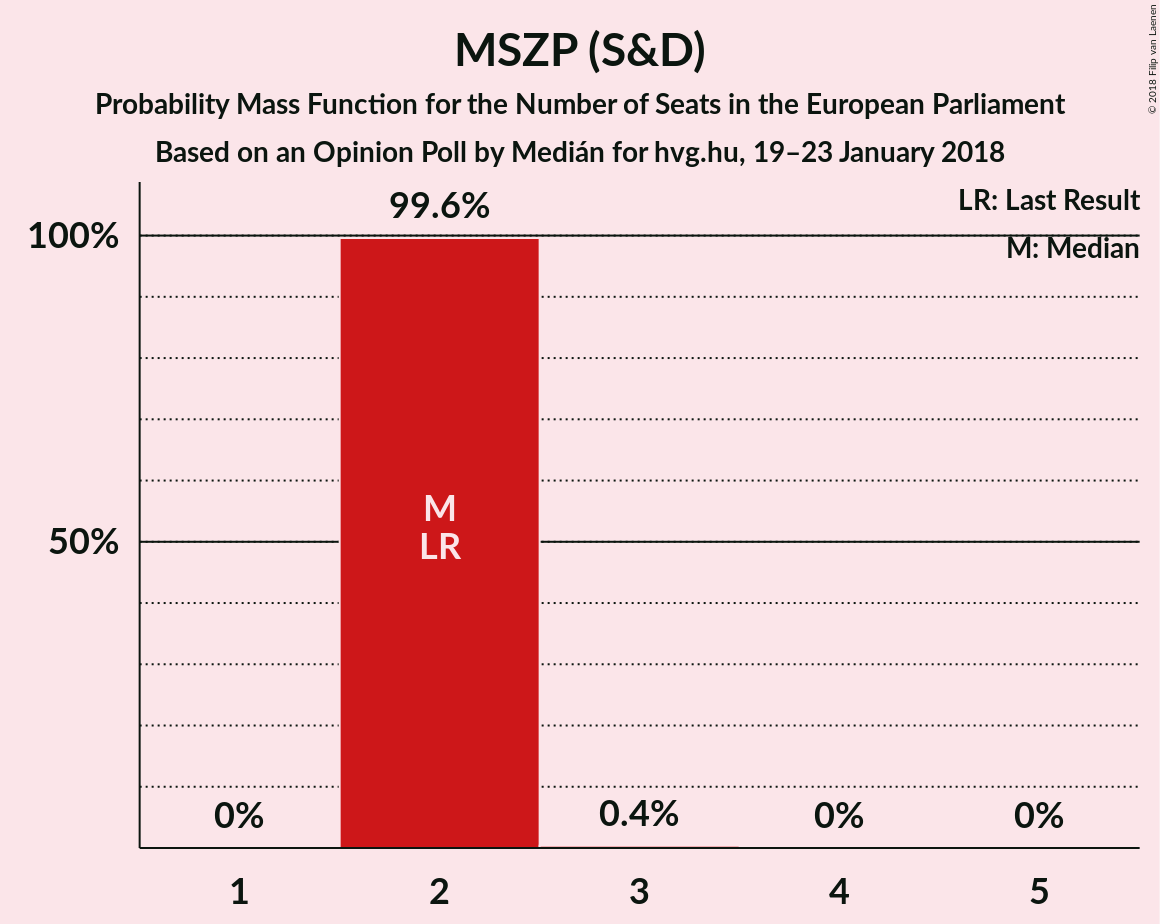 MSZP (S&D)
Probability Mass Function for the Number of Seats in the European Parliament
Based on an Opinion Poll by Medián for hvg.hu, 19–23 January 2018
© 2018 Filip van Laenen
LR: Last Result
M: Median
99.6%
100%
M
LR
50%
0%
0.4%
0%
0%
1
2
3
4
5